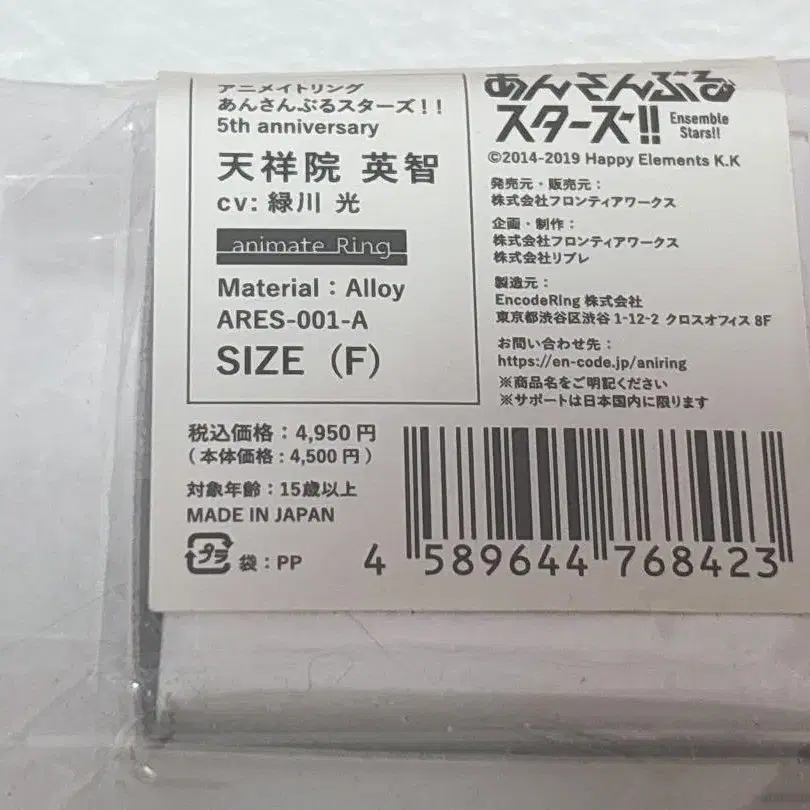 アニメイトリング
あんさんぶるスターズ！！
5th anniversary
天祥院 英智
cv: 緑川 光
animate Ring
Material：Alloy
ARES-001-A
SIZE（F）
税込価格：4,950 円
（本体価格：4,500 円）
対象年齢：15歳以上
MADE IN JAPAN
プラ 袋：PP
あんさんぶる
スターズ!!
Ensemble
Stars!!
©2014-2019 Happy Elements K.K
発売元・販売元：
株式会社フロンティアワークス
企画・制作：
株式会社フロンティアワークス
株式会社リブレ
製造元：
EncodeRing 株式会社
東京都渋谷区渋谷 1-12-2 クロスオフィス 8F
お問い合わせ先：
https://en-code.jp/aniring
※商品名をご明記ください
※サポートは日本国内に限ります
4 589644 768423